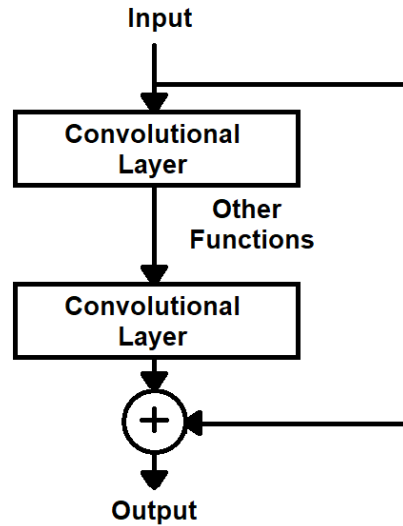 Input
Convolutional
Layer
Other
Functions
Convolutional
Layer
+
Output